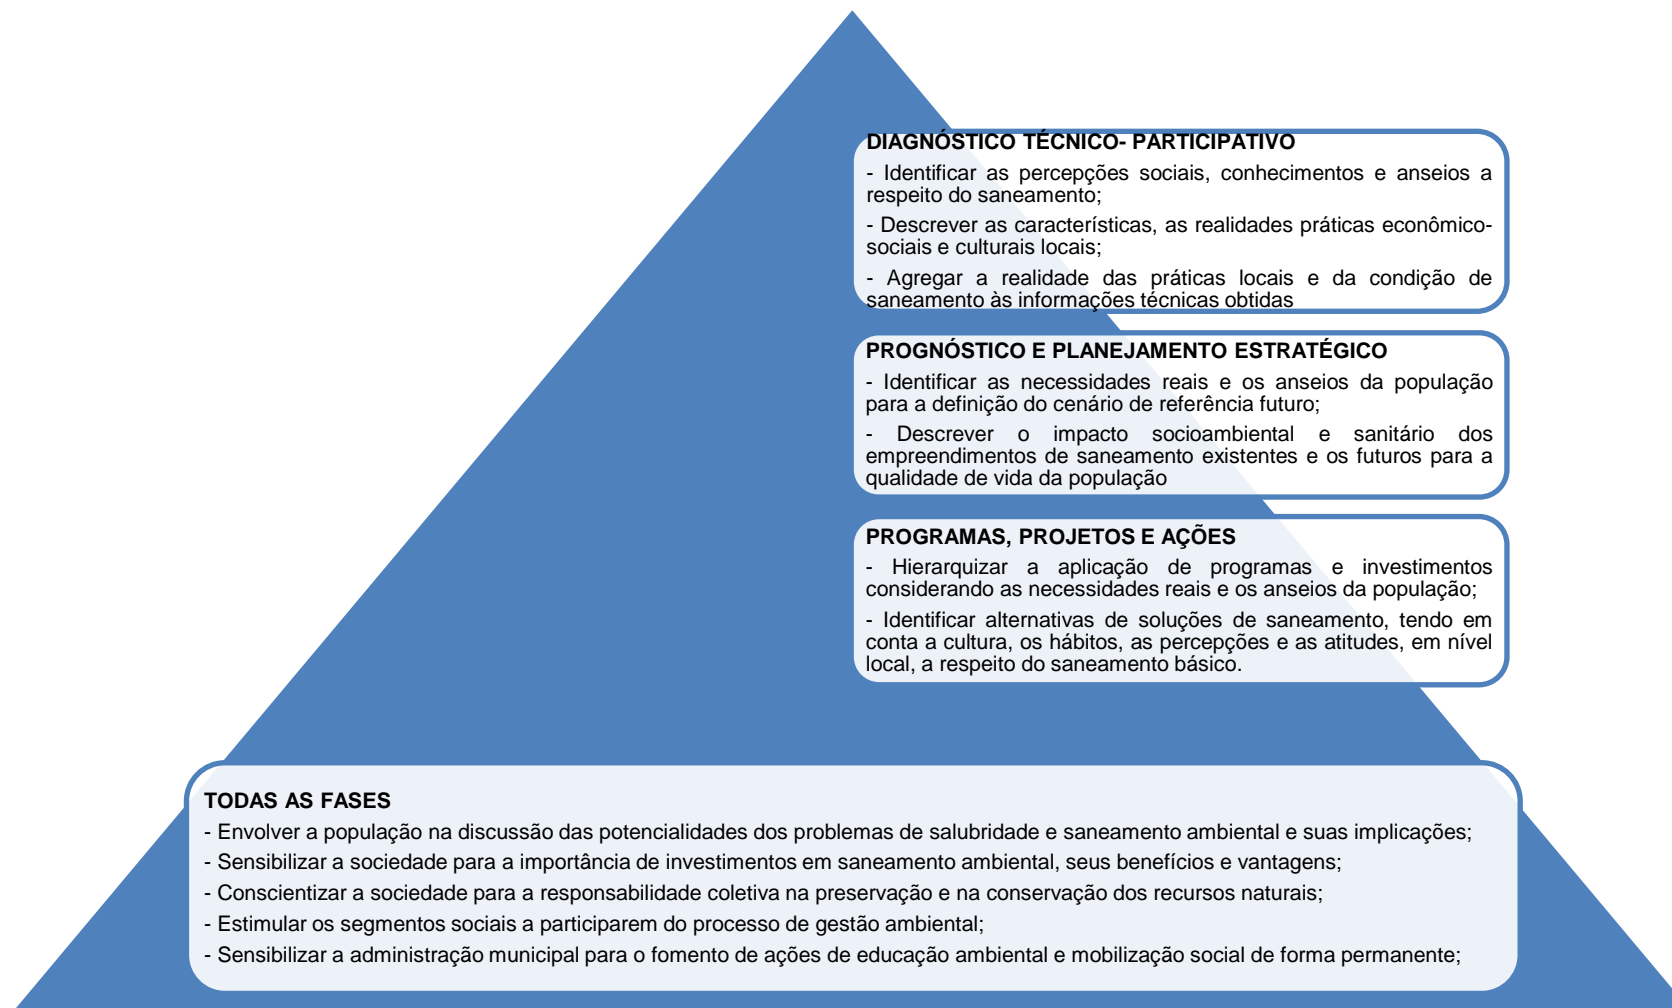 DIAGNÓSTICO TÉCNICO- PARTICIPATIVO
- Identificar as percepções sociais, conhecimentos e anseios a
respeito do saneamento;
- Descrever as características, as realidades práticas econômico-
sociais e culturais locais;
- Agregar a realidade das práticas locais e da condição de
saneamento às informações técnicas obtidas
PROGNÓSTICO E PLANEJAMENTO ESTRATÉGICO
- Identificar as necessidades reais e os anseios da população
para a definição do cenário de referência futuro;
- Descrever o impacto socioambiental e sanitário dos
empreendimentos de saneamento existentes e os futuros para a
qualidade de vida da população
PROGRAMAS, PROJETOS E AÇÕES
- Hierarquizar a aplicação de programas e investimentos
considerando as necessidades reais e os anseios da população;
- Identificar alternativas de soluções de saneamento, tendo em
conta a cultura, os hábitos, as percepções e as atitudes, em nível
local, a respeito do saneamento básico.
TODAS AS FASES
- Envolver a população na discussão das potencialidades dos problemas de salubridade e saneamento ambiental e suas implicações;
- Sensibilizar a sociedade para a importância de investimentos em saneamento ambiental, seus benefícios e vantagens;
- Conscientizar a sociedade para a responsabilidade coletiva na preservação e na conservação dos recursos naturais;
- Estimular os segmentos sociais a participarem do processo de gestão ambiental;
- Sensibilizar a administração municipal para o fomento de ações de educação ambiental e mobilização social de forma permanente;